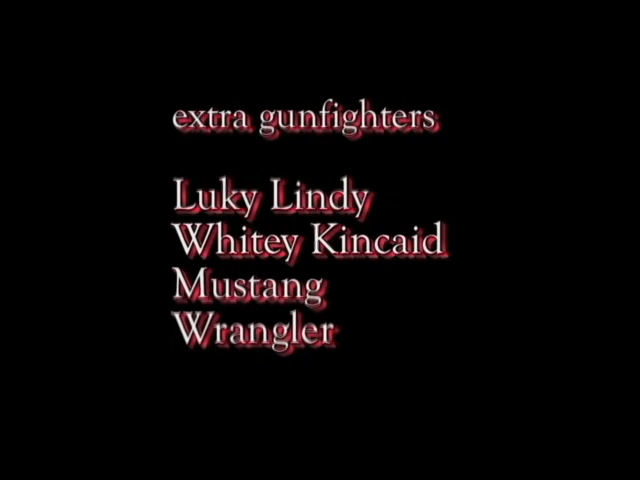 extra gunfighters
Luky Lindy
Whitey Kincaid
Mustang
Wrangler